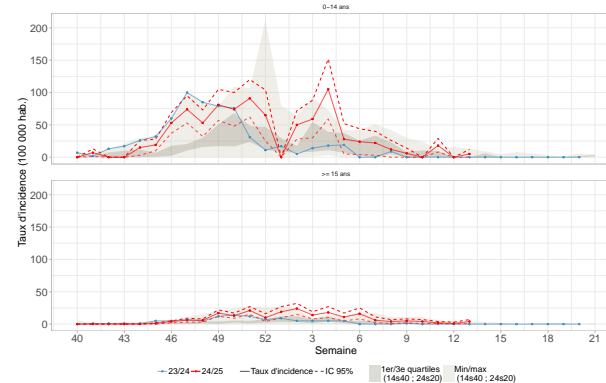 0−14 ans
200
150
100
50
0
>= 15 ans
200
150
100
50
0
Taux d'incidence (100 000 hab.)
40 43 46 49 52 3 6 9 12 15 18 21
Semaine
23/24 24/25 Taux d'incidence IC 95% 1er/3e quartiles (14s40 ; 24s20) Min/max (14s40 ; 24s20)